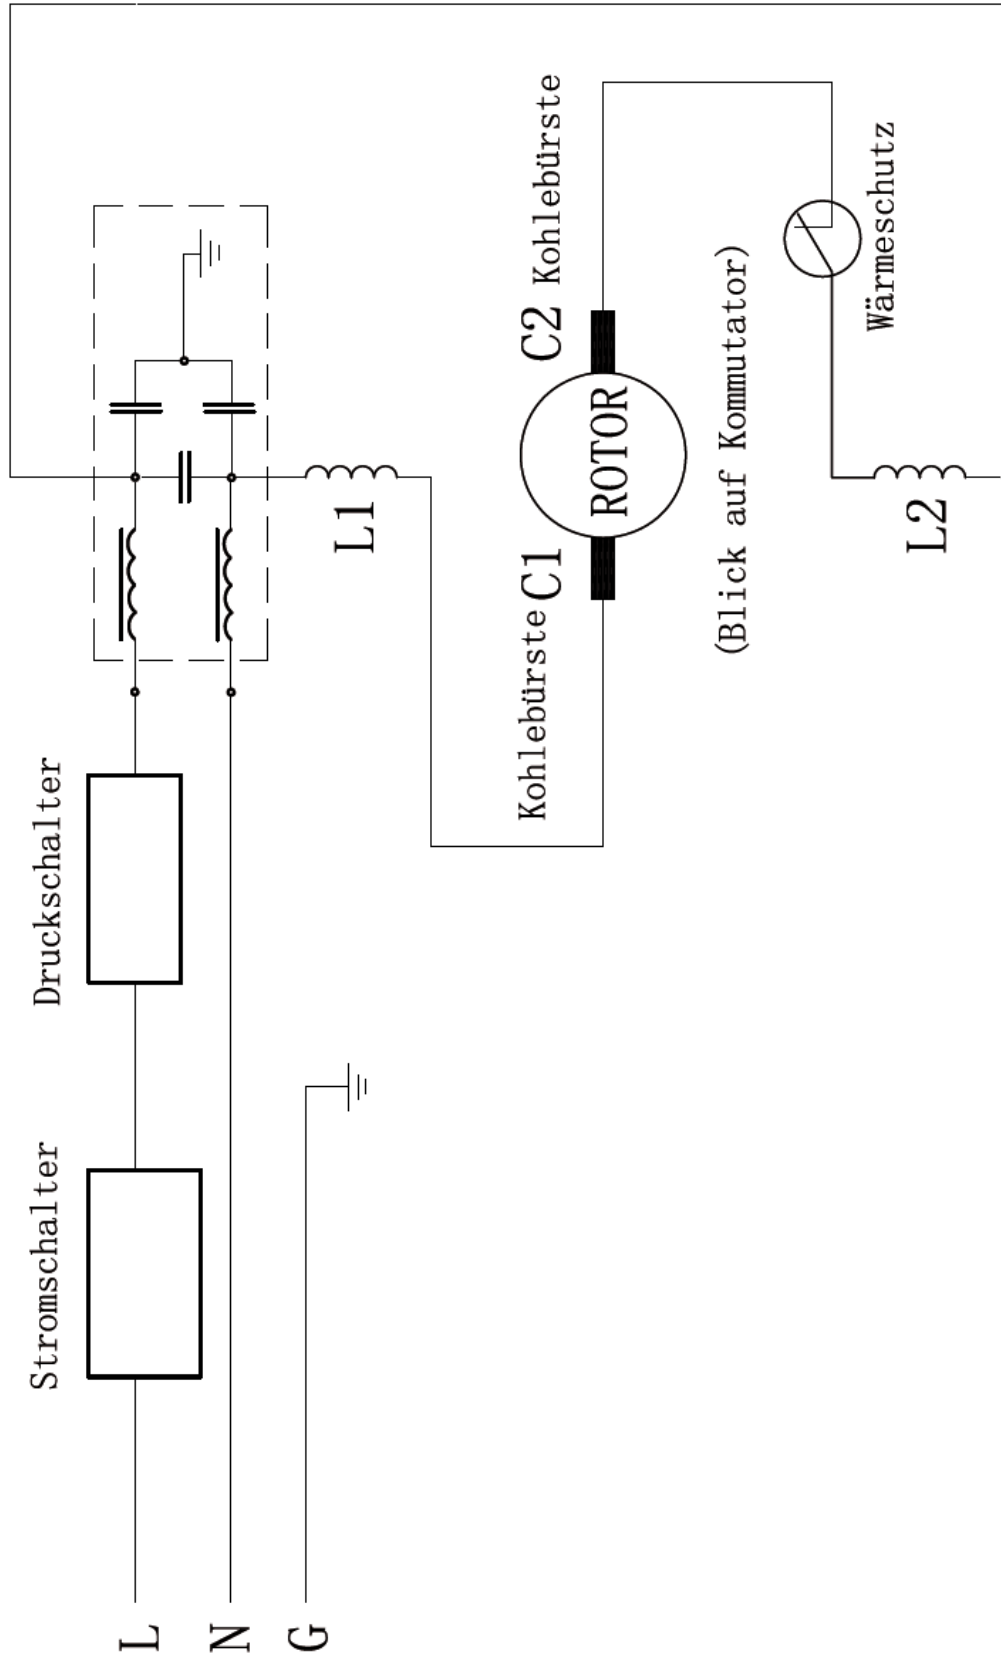 Stromschalter
Druckschalter
L
N
G
L1
Kohlebürste C1
C2 Kohlebürste
ROTOR
(Blick auf Kommutator)
Wärmeschutz
L2